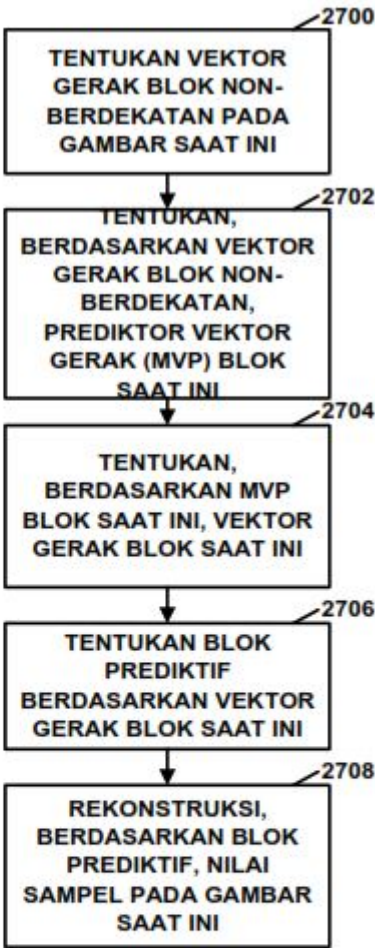 2700
TENTUKAN VEKTOR
GERAK BLOK NON-
BERDEKATAN PADA
GAMBAR SAAT INI
2702
TENTUKAN,
BERDASARKAN VEKTOR
GERAK BLOK NON-
BERDEKATAN,
PREDIKTOR VEKTOR
GERAK (MVP) BLOK
SAAT INI
2704
TENTUKAN,
BERDASARKAN MVP
BLOK SAAT INI, VEKTOR
GERAK BLOK SAAT INI
2706
TENTUKAN BLOK
PREDIKTIF
BERDASARKAN VEKTOR
GERAK BLOK SAAT INI
2708
REKONSTRUKSI,
BERDASARKAN BLOK
PREDIKTIF, NILAI
SAMPEL PADA GAMBAR
SAAT INI